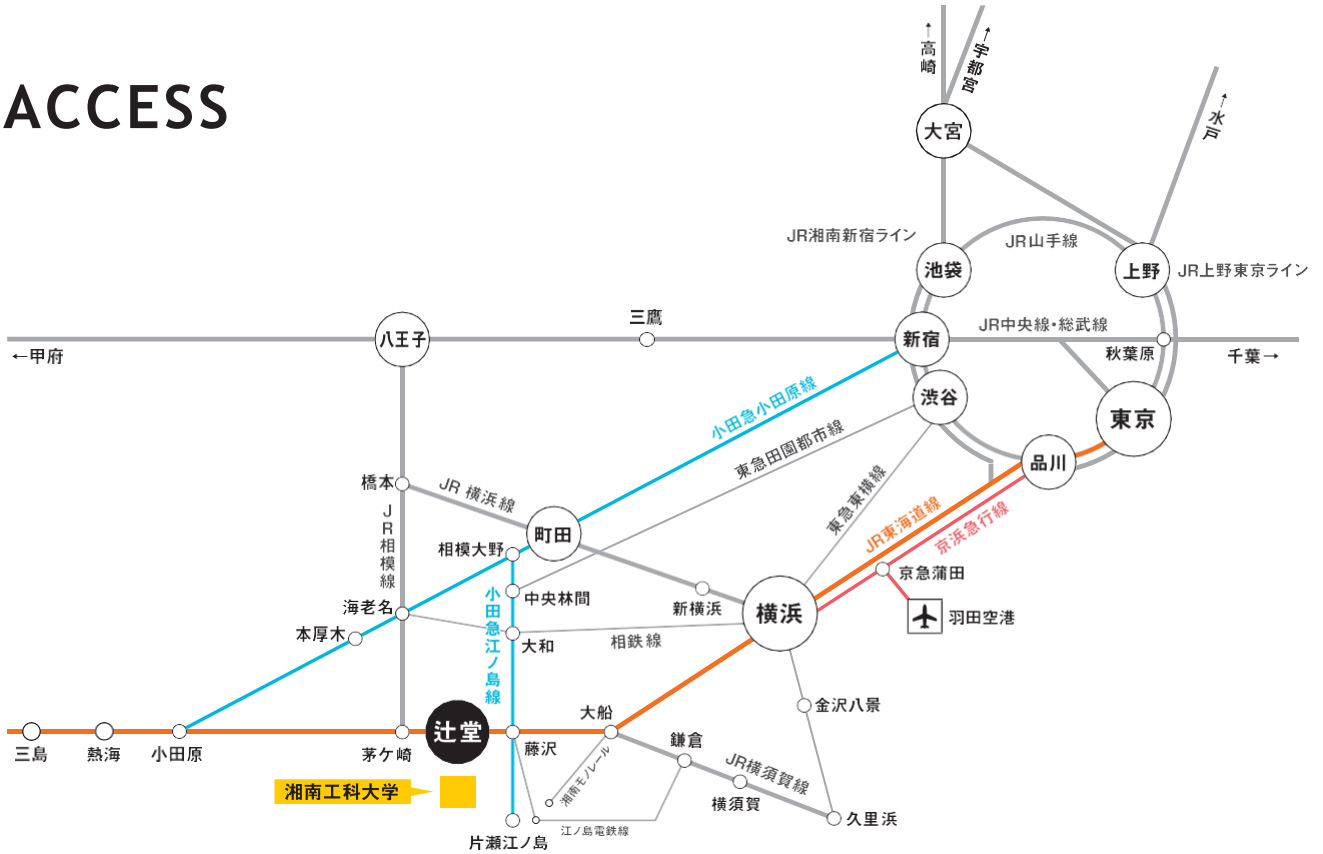 ACCESS
↑高崎
↑宇都宮
↑水戸
大宮
JR湘南新宿ライン
JR山手線
池袋
上野
JR上野東京ライン
三鷹
JR中央線・総武線
八王子
新宿
秋葉原
←甲府
千葉→
渋谷
東京
小田急小田原線
東急田園都市線
品川
橋本
JR横浜線
JR相模線
東急東横線
JR東海道線
京浜急行線
町田
相模大野
京急蒲田
小田急江ノ島線
中央林間
新横浜
海老名
横浜
羽田空港
本厚木
大和
相鉄線
金沢八景
大船
辻堂
藤沢
鎌倉
三島
熱海
小田原
茅ケ崎
湘南モノレール
JR横須賀線
湘南工科大学
横須賀
久里浜
江ノ島電鉄線
片瀬江ノ島